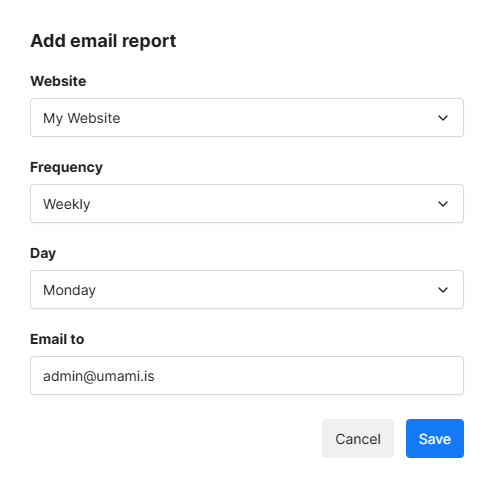 Add email report
Website
My Website
Frequency
Weekly
Day
Monday
Email to
admin@umami.is
Cancel Save